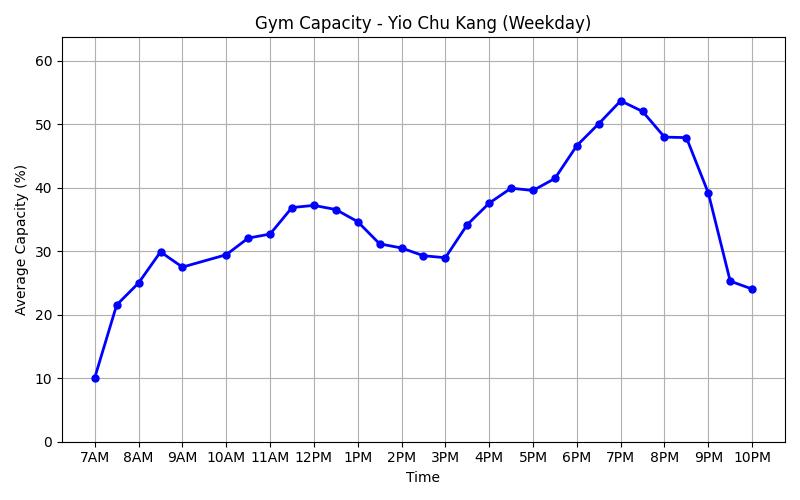 Gym Capacity - Yio Chu Kang (Weekday)
Average Capacity (%)
60
50
40
30
20
10
0
7AM 8AM 9AM 10AM 11AM 12PM 1PM 2PM 3PM 4PM 5PM 6PM 7PM 8PM 9PM 10PM
Time